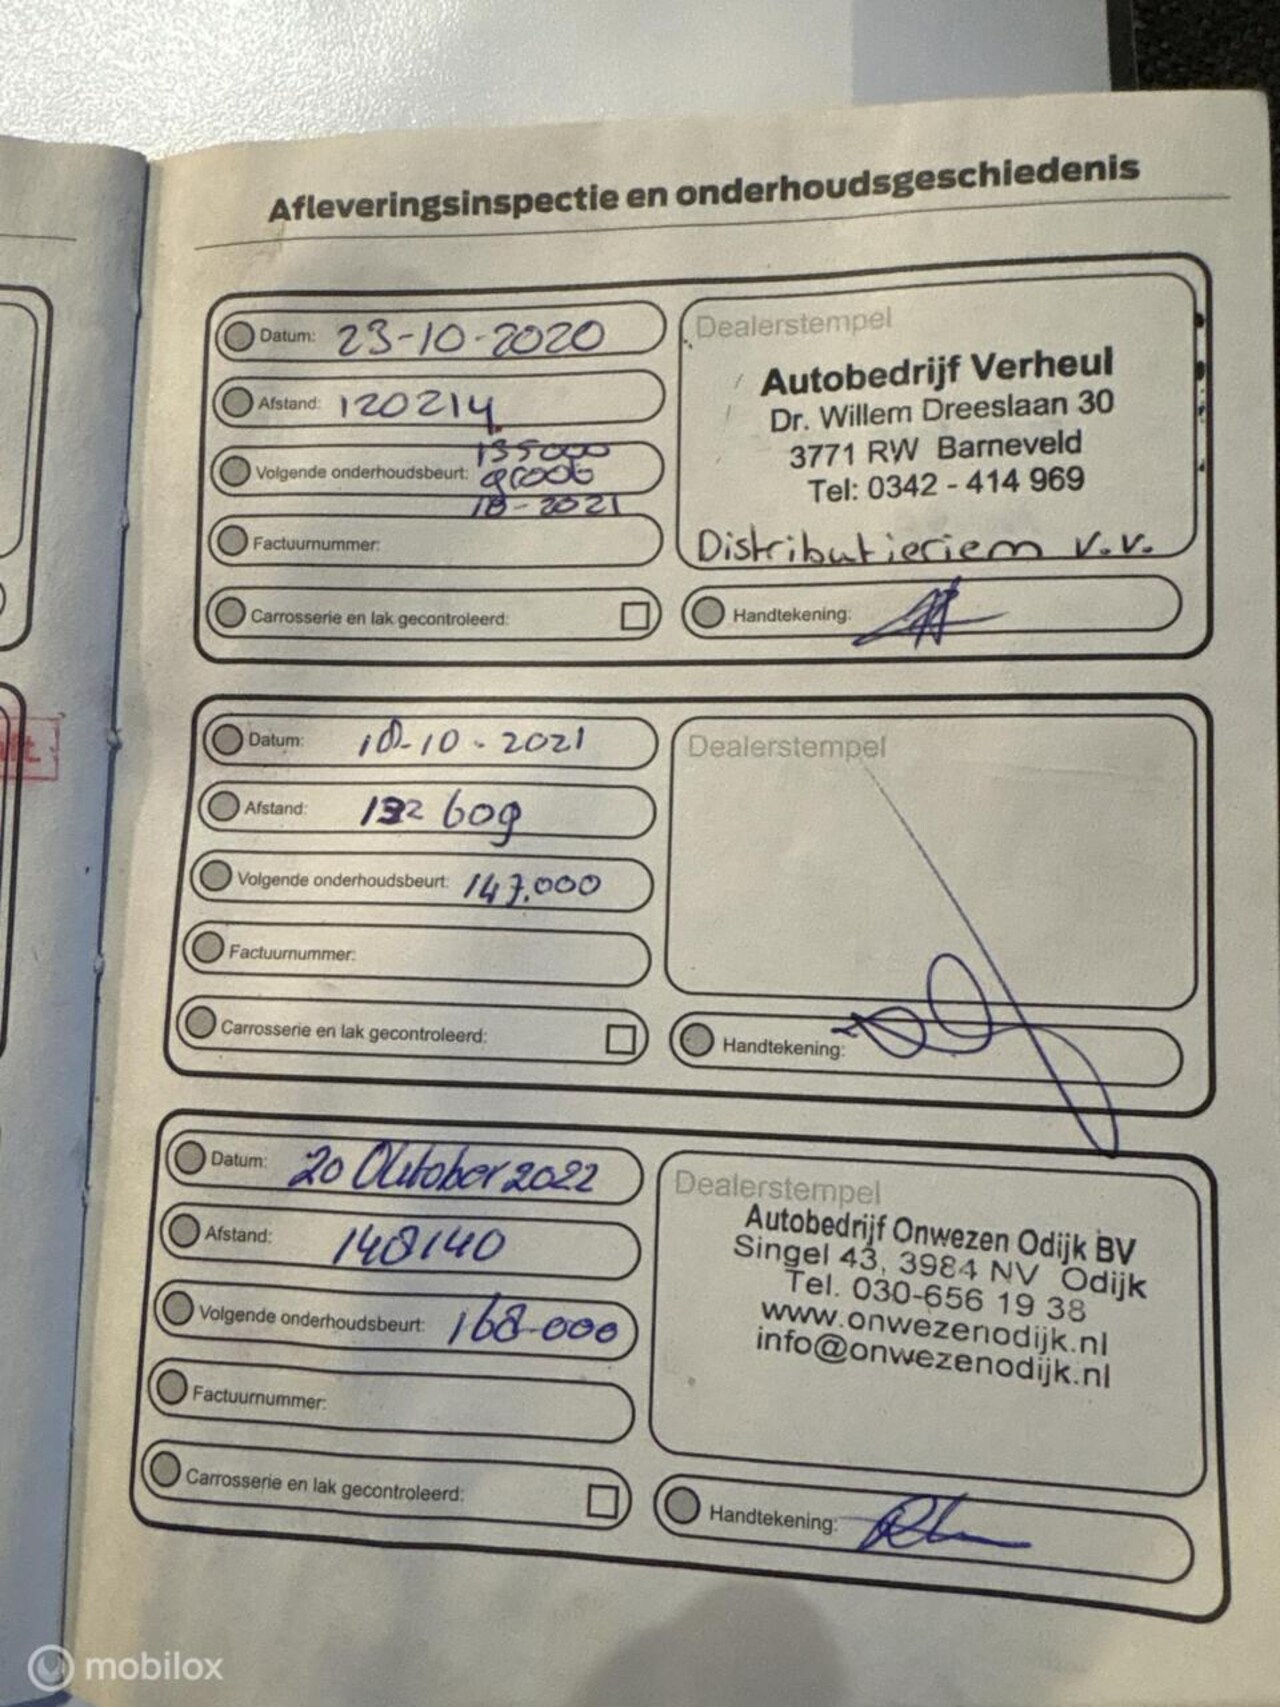 Afleveringsinspectie en onderhoudsgeschiedenis
Datum: 23-10-2020
Afstand: 120214
135000
Volgende onderhoudsbeurt: groot
10-2021
Factuurnummer:
Carrosserie en lak gecontroleerd:
Dealerstempel
Autobedrijf Verheul
Dr. Willem Dreeslaan 30
3771 RW Barneveld
Tel: 0342 - 414 969
Distributieriem v.v.
Handtekening:
Datum: 18-10-2021
Afstand: 132 609
Volgende onderhoudsbeurt: 147.000
Factuurnummer:
Carrosserie en lak gecontroleerd:
Dealerstempel
Handtekening:
Datum: 20 Oktober 2022
Afstand: 148140
Volgende onderhoudsbeurt: 168-000
Factuurnummer:
Carrosserie en lak gecontroleerd:
Dealerstempel
Autobedrijf Onwezen Odijk BV
Singel 43, 3984 NV Odijk
Tel. 030-656 19 38
www.onwezenodijk.nl
info@onwezenodijk.nl
Handtekening:
mobilox